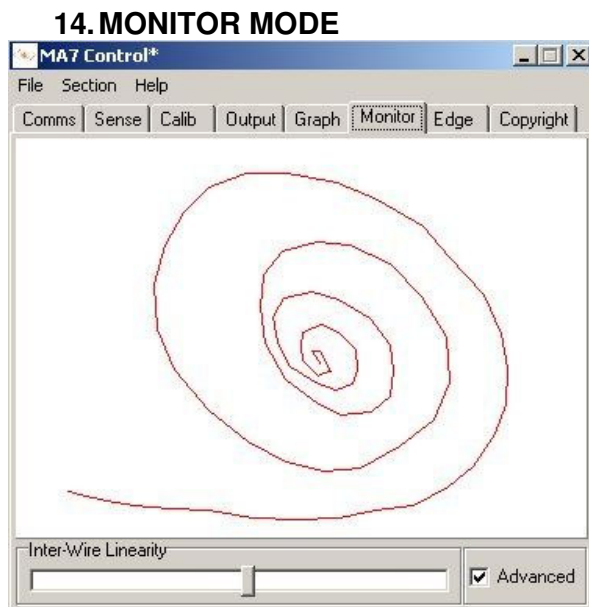 14. MONITOR MODE
MA7 Control*
File Section Help
Comms Sense Calib Output Graph Monitor Edge Copyright
Inter-Wire Linearity
Advanced